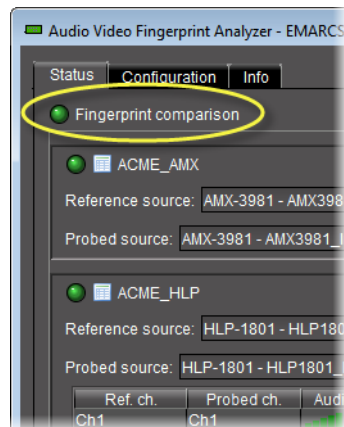 Audio Video Fingerprint Analyzer - EMARCS
Status Configuration Info
Fingerprint comparison
ACME_AMX
Reference source: AMX-3981 - AMX398
Probed source: AMX-3981 - AMX3981_
ACME_HLP
Reference source: HLP-1801 - HLP180
Probed source: HLP-1801 - HLP1801_
Ref. ch. Probed ch. Audi
Ch1 Ch1